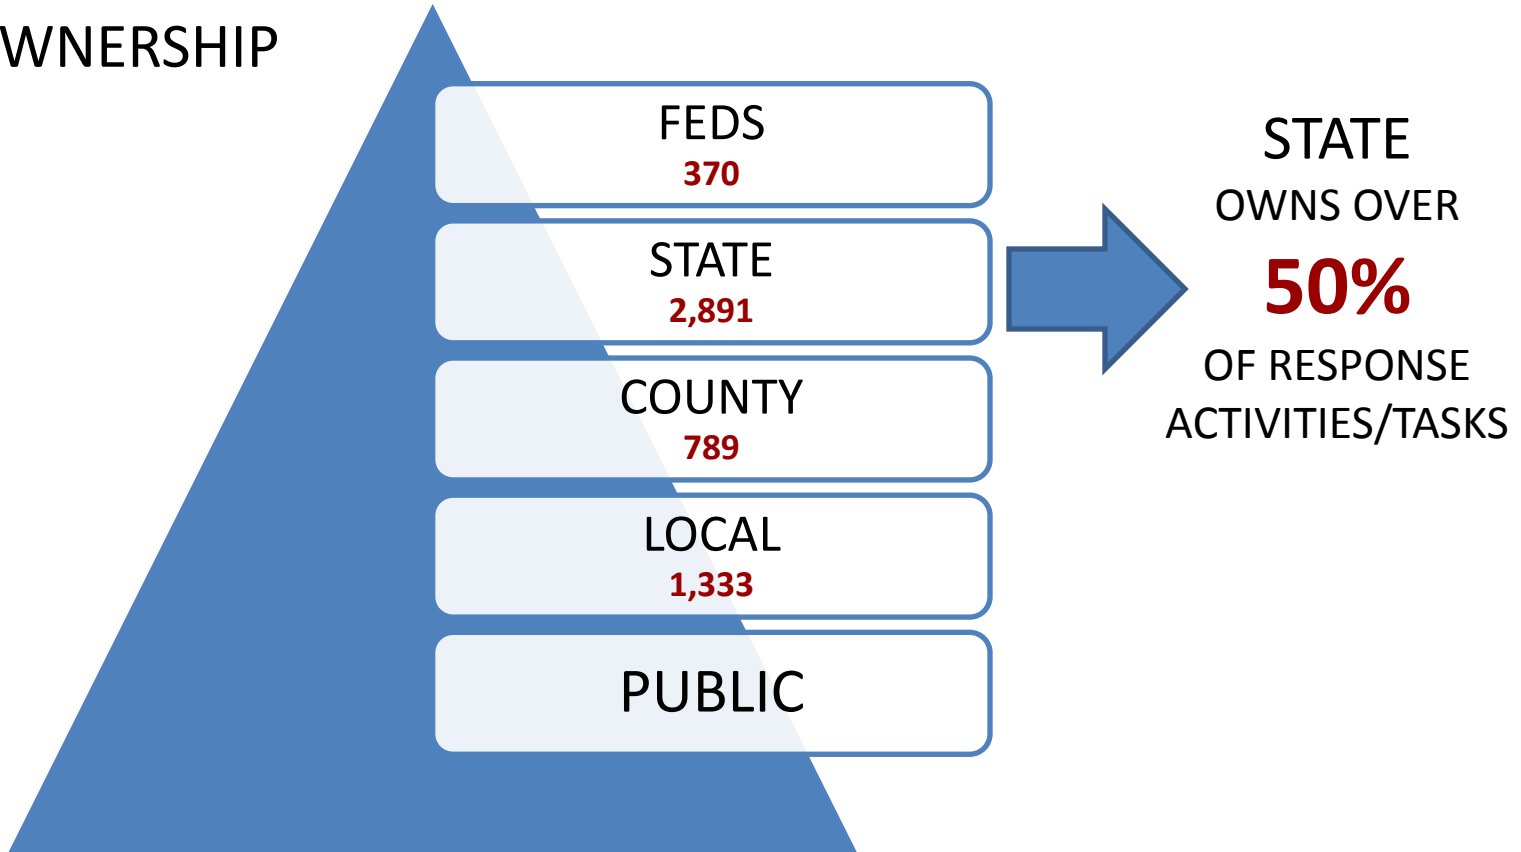 WNERSHIP
FEDS
370
STATE
2,891
COUNTY
789
LOCAL
1,333
PUBLIC
STATE
OWNS OVER
50%
OF RESPONSE
ACTIVITIES/TASKS